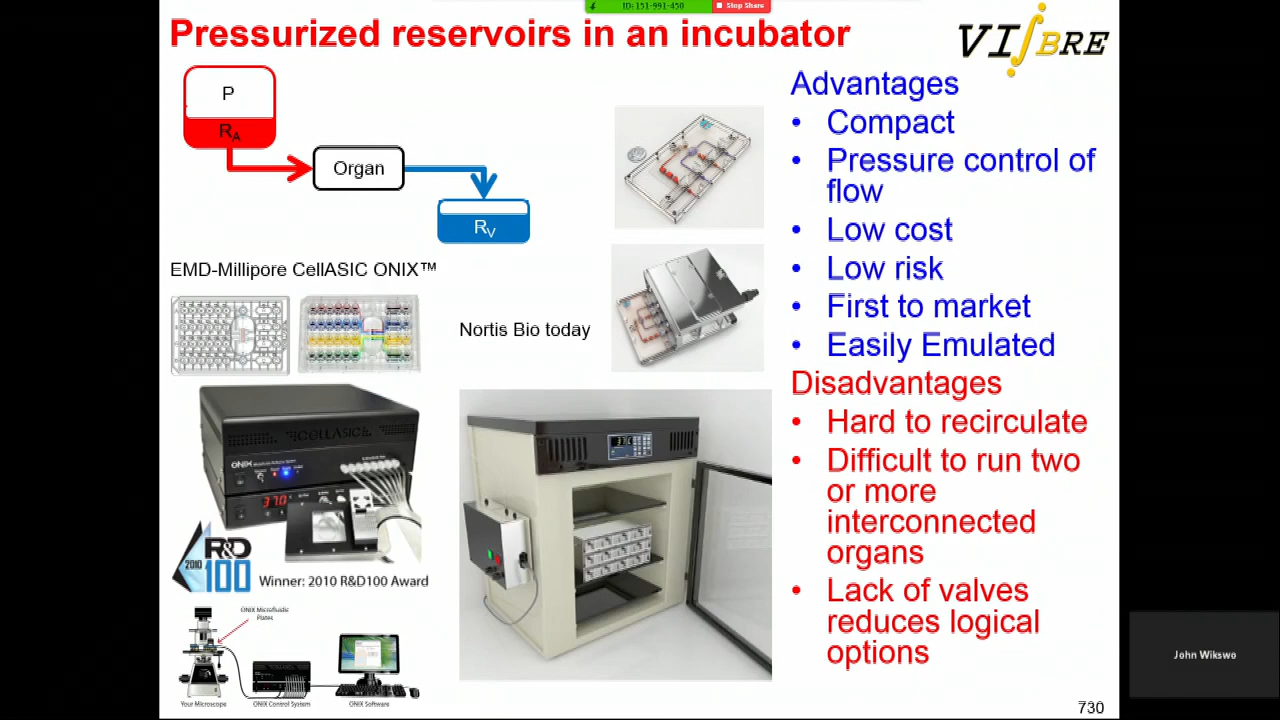 ID: 151-991-450
Stop Share
Pressurized reservoirs in an incubator
VI∫BRE
P
RA
Organ
RV
EMD-Millipore CellASIC ONIX™
Nortis Bio today
CELLASIC
ONIX
37.0
R&D
100
2010
Winner: 2010 R&D100 Award
ONIX Microfluidic
Plates
Your Microscope
ONIX Control System
ONIX Software
Advantages
• Compact
• Pressure control of
flow
• Low cost
• Low risk
• First to market
• Easily Emulated
Disadvantages
• Hard to recirculate
• Difficult to run two
or more
interconnected
organs
• Lack of valves
reduces logical
options
John Wikswo
730